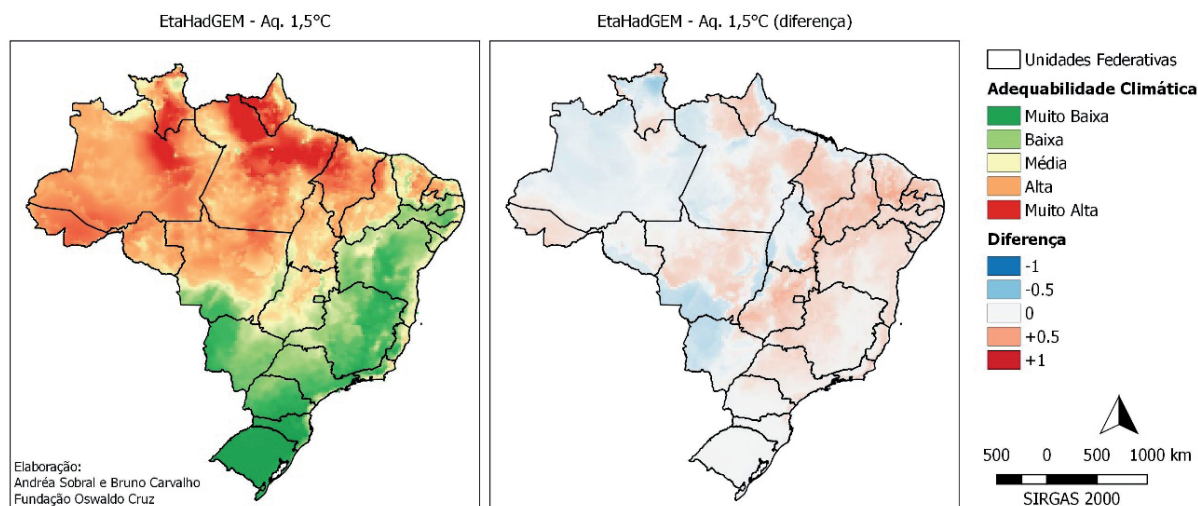 EtaHadGEM - Aq. 1,5°C
EtaHadGEM - Aq. 1,5°C (diferença)
Elaboração:
Andréa Sobral e Bruno Carvalho
Fundação Oswaldo Cruz
Unidades Federativas
Adequabilidade Climática
Muito Baixa
Baixa
Média
Alta
Muito Alta
Diferença
-1
-0.5
0
+0.5
+1
500 0 500 1000 km
SIRGAS 2000